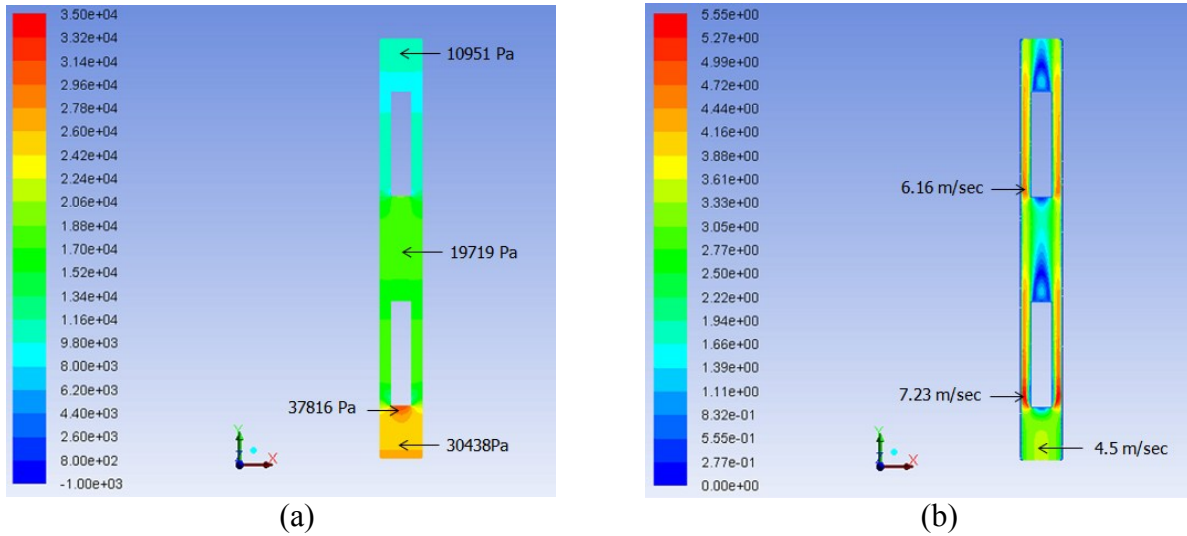 3.50e+04
3.32e+04
3.14e+04
2.96e+04
2.78e+04
2.60e+04
2.42e+04
2.24e+04
2.06e+04
1.88e+04
1.70e+04
1.52e+04
1.34e+04
1.16e+04
9.80e+03
8.00e+03
6.20e+03
4.40e+03
2.60e+03
8.00e+02
-1.00e+03
10951 Pa
19719 Pa
37816 Pa
30438Pa
Y
Z
X
(a)
5.55e+00
5.27e+00
4.99e+00
4.72e+00
4.44e+00
4.16e+00
3.88e+00
3.61e+00
3.33e+00
3.05e+00
2.77e+00
2.50e+00
2.22e+00
1.94e+00
1.66e+00
1.39e+00
1.11e+00
8.32e-01
5.55e-01
2.77e-01
0.00e+00
6.16 m/sec
7.23 m/sec
4.5 m/sec
Y
Z
X
(b)